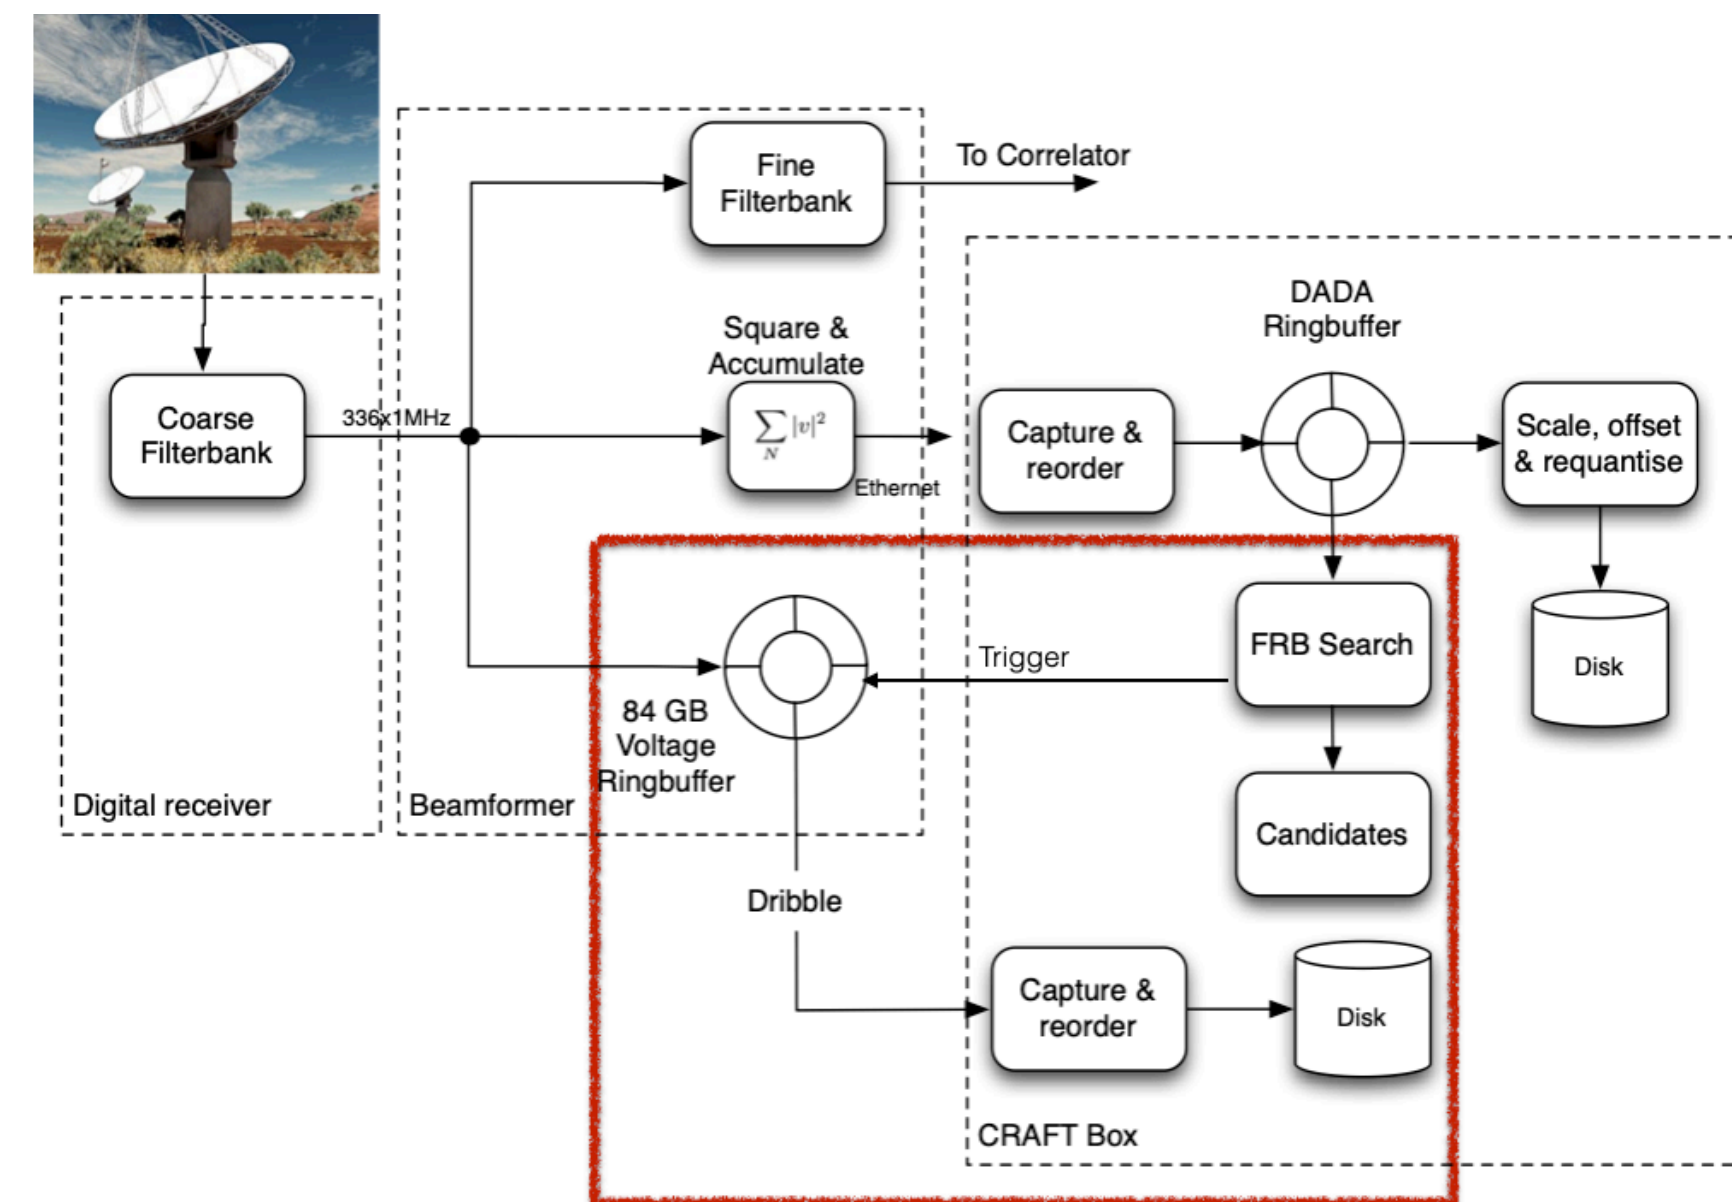 Fine
Filterbank
To Correlator
DADA
Ringbuffer
Square &
Accumulate
Coarse
Filterbank
336x1MHz
∑ |v|²
N
Ethernet
Capture &
reorder
Scale, offset
& requantise
FRB Search
Disk
Trigger
84 GB
Voltage
Ringbuffer
Digital receiver
Beamformer
Candidates
Dribble
Capture &
reorder
Disk
CRAFT Box